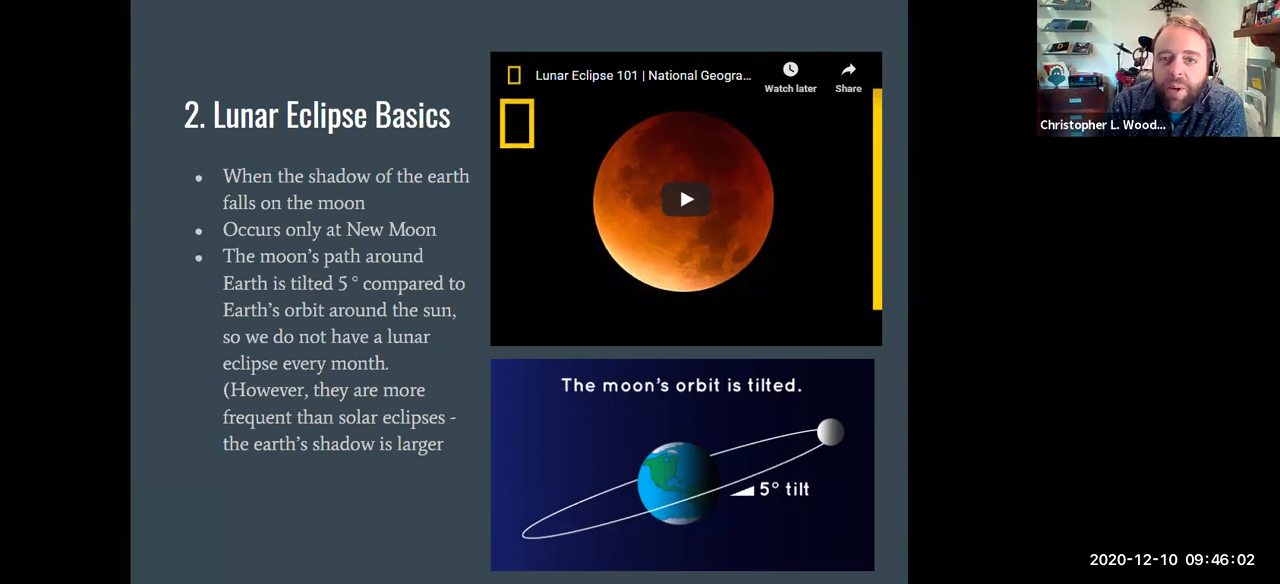 2. Lunar Eclipse Basics
When the shadow of the earth
falls on the moon
Occurs only at New Moon
The moon's path around
Earth is tilted 5 ° compared to
Earth's orbit around the sun,
so we do not have a lunar
eclipse every month.
(However, they are more
frequent than solar eclipses -
the earth's shadow is larger
Lunar Eclipse 101 | National Geogra...
Watch later
Share
The moon's orbit is tilted.
5° tilt
Christopher L. Wood...
2020-12-10 09:46:02